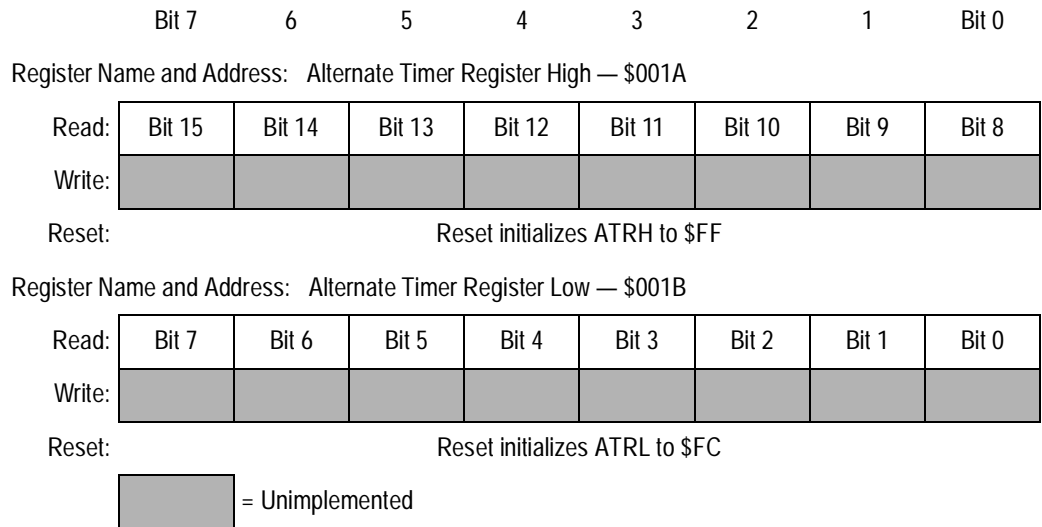 Bit 7 6 5 4 3 2 1 Bit 0
Register Name and Address: Alternate Timer Register High — $001A
Read: Bit 15 Bit 14 Bit 13 Bit 12 Bit 11 Bit 10 Bit 9 Bit 8
Write:
Reset: Reset initializes ATRH to $FF
Register Name and Address: Alternate Timer Register Low — $001B
Read: Bit 7 Bit 6 Bit 5 Bit 4 Bit 3 Bit 2 Bit 1 Bit 0
Write:
Reset: Reset initializes ATRL to $FC
= Unimplemented